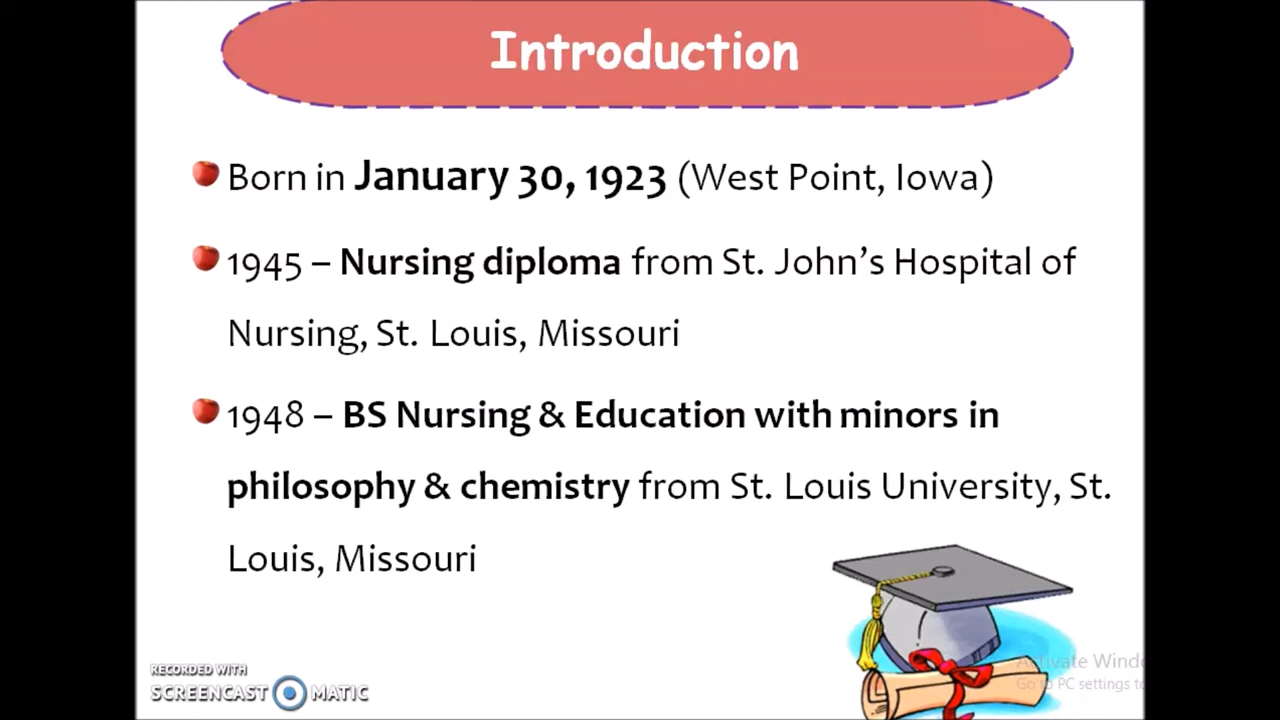 Introduction
Born in January 30, 1923 (West Point, Iowa)
1945 – Nursing diploma from St. John's Hospital of
Nursing, St. Louis, Missouri
1948 – BS Nursing & Education with minors in
philosophy & chemistry from St. Louis University, St.
Louis, Missouri
RECORDED WITH
SCREENCAST MATIC
Activate Windo
Go to PC settings to